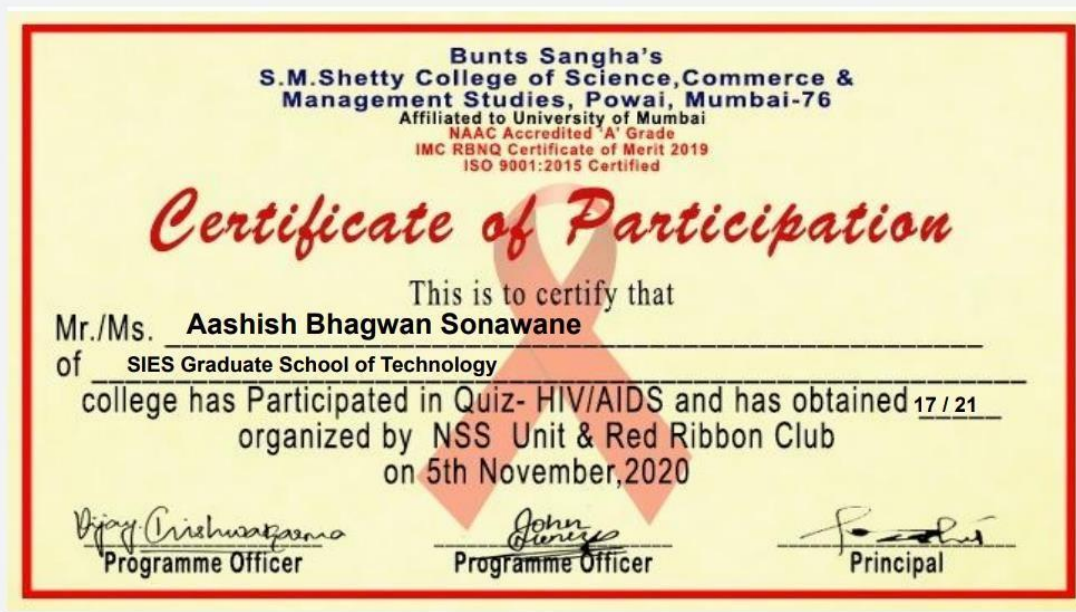 Bunts Sangha's
S.M.Shetty College of Science,Commerce &
Management Studies, Powai, Mumbai-76
Affiliated to University of Mumbai
NAAC Accredited 'A' Grade
IMC RBNQ Certificate of Merit 2019
ISO 9001:2015 Certified
Certificate of Participation
This is to certify that
Mr./Ms. Aashish Bhagwan Sonawane
of SIES Graduate School of Technology
college has Participated in Quiz- HIV/AIDS and has obtained 17 / 21
organized by NSS Unit & Red Ribbon Club
on 5th November,2020
Vijay John
Programme Officer Programme Officer Principal